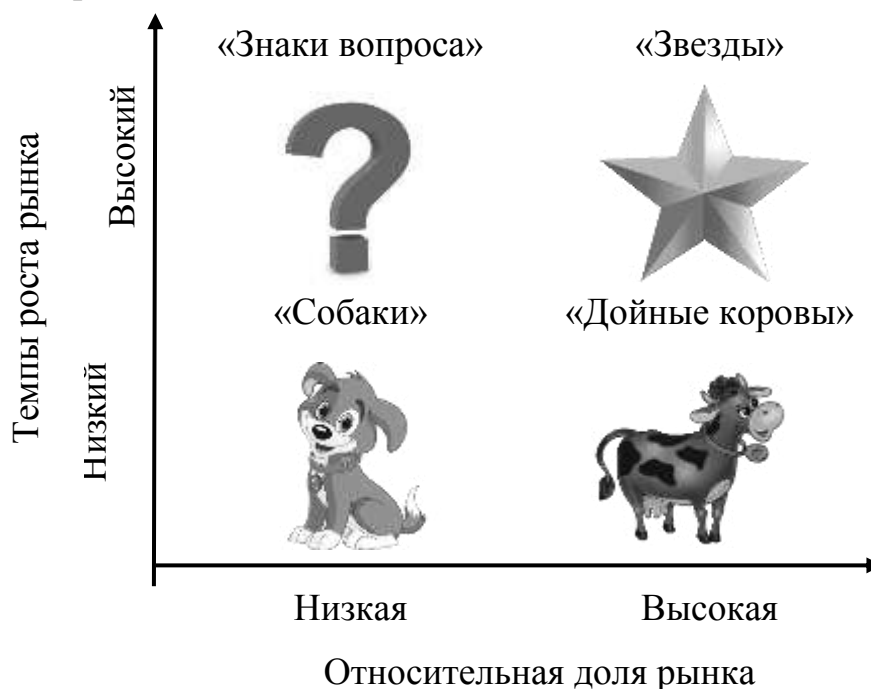 «Знаки вопроса»
«Звезды»
Высокий
Темпы роста рынка
«Собаки»
«Дойные коровы»
Низкий
Низкая
Высокая
Относительная доля рынка